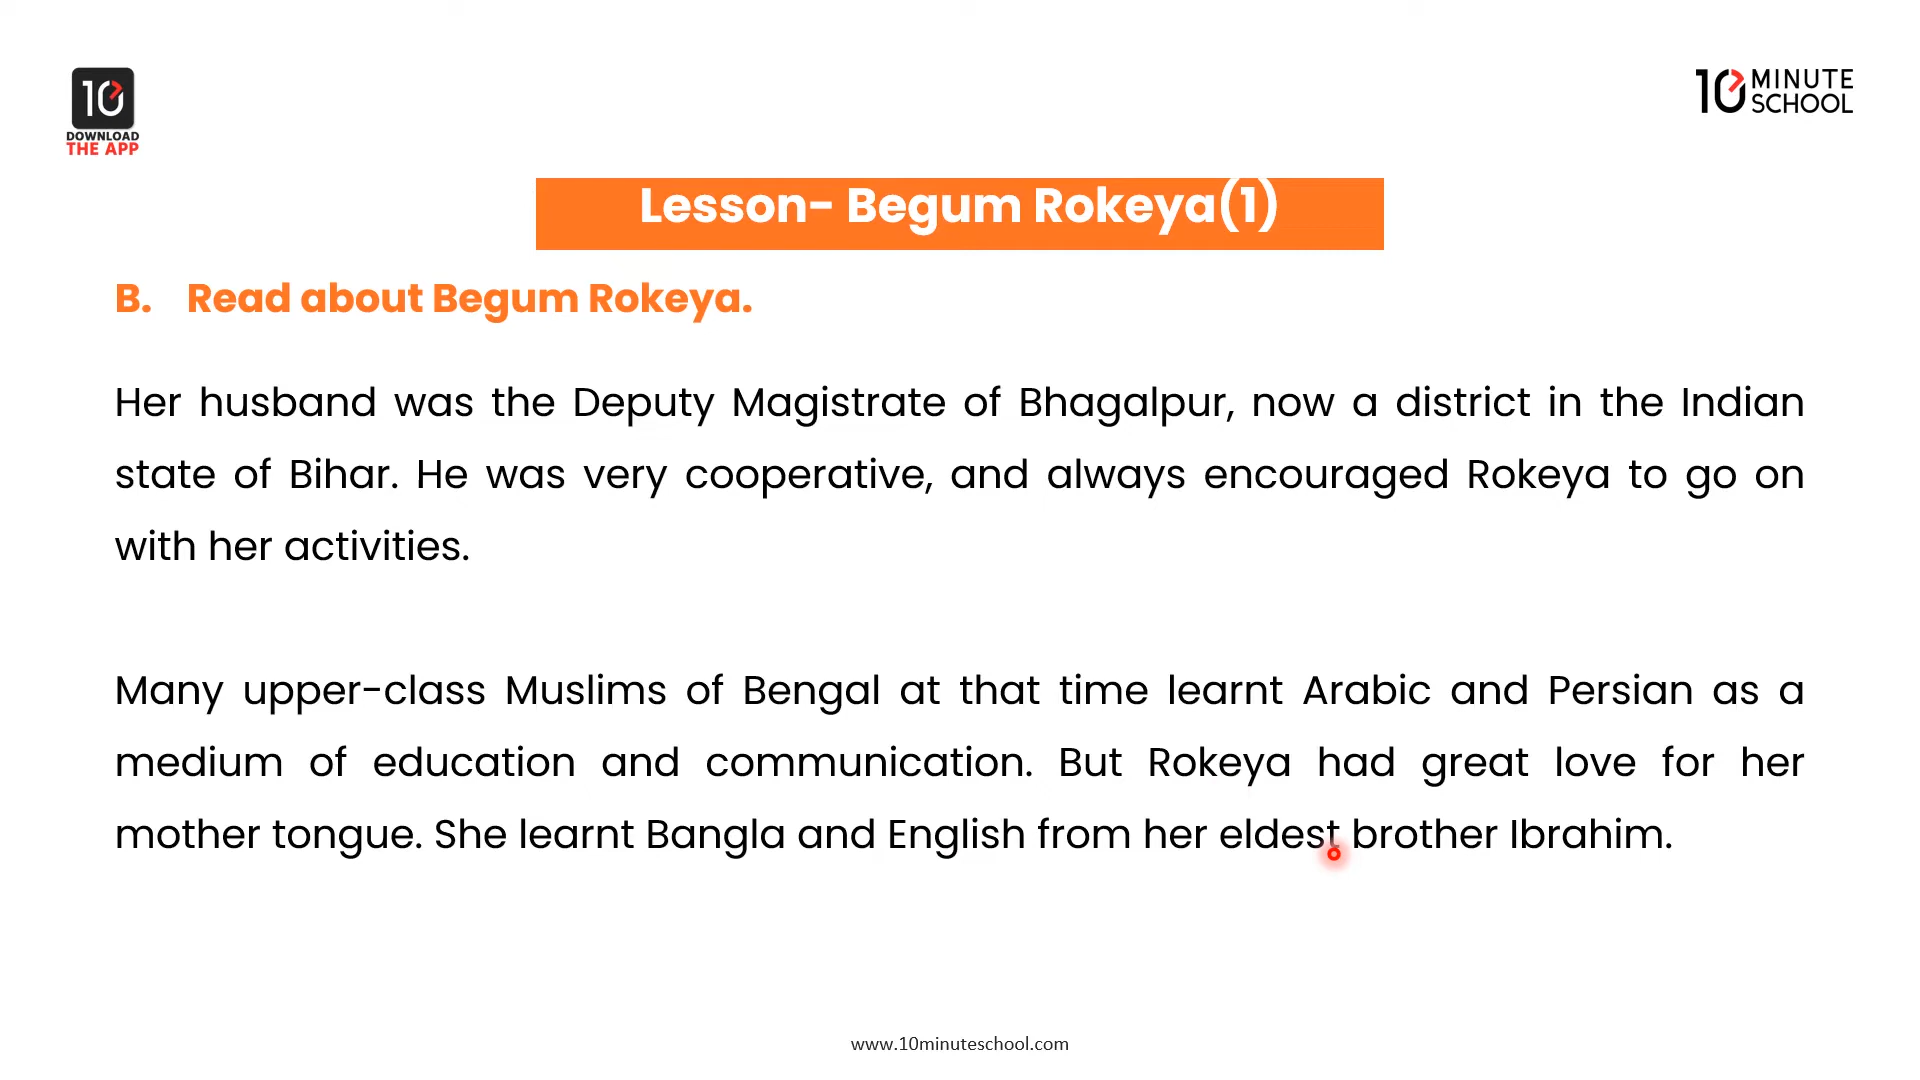 10
DOWNLOAD
THE APP
10 MINUTE
SCHOOL
Lesson- Begum Rokeya(1)
B. Read about Begum Rokeya.
Her husband was the Deputy Magistrate of Bhagalpur, now a district in the Indian
state of Bihar. He was very cooperative, and always encouraged Rokeya to go on
with her activities.
Many upper-class Muslims of Bengal at that time learnt Arabic and Persian as a
medium of education and communication. But Rokeya had great love for her
mother tongue. She learnt Bangla and English from her eldest brother Ibrahim.
www.10minuteschool.com